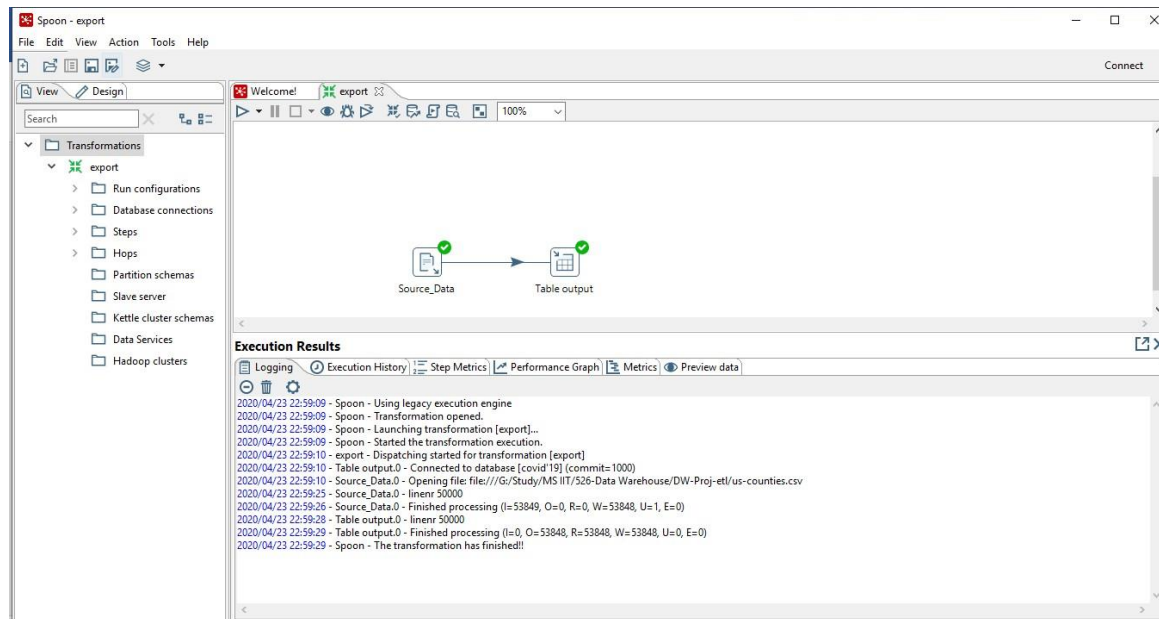 Spoon - export
File Edit View Action Tools Help
Connect
View Design
Search
Transformations
export
Run configurations
Database connections
Steps
Hops
Partition schemas
Slave server
Kettle cluster schemas
Data Services
Hadoop clusters
Welcome! export
100%
Source_Data Table output
Execution Results
Logging Execution History Step Metrics Performance Graph Metrics Preview data
2020/04/23 22:59:09 - Spoon - Using legacy execution engine
2020/04/23 22:59:09 - Spoon - Transformation opened.
2020/04/23 22:59:09 - Spoon - Launching transformation [export]...
2020/04/23 22:59:09 - Spoon - Started the transformation execution.
2020/04/23 22:59:10 - export - Dispatching started for transformation [export]
2020/04/23 22:59:10 - Table output.0 - Connected to database [covid'19] (commit=1000)
2020/04/23 22:59:10 - Source_Data.0 - Opening file: file:///G:/Study/MS IIT/526-Data Warehouse/DW-Proj-etl/us-counties.csv
2020/04/23 22:59:25 - Source_Data.0 - linenr 50000
2020/04/23 22:59:26 - Source_Data.0 - Finished processing (I=53849, O=0, R=0, W=53848, U=1, E=0)
2020/04/23 22:59:28 - Table output.0 - linenr 50000
2020/04/23 22:59:29 - Table output.0 - Finished processing (I=0, O=53848, R=53848, W=53848, U=0, E=0)
2020/04/23 22:59:29 - Spoon - The transformation has finished!!